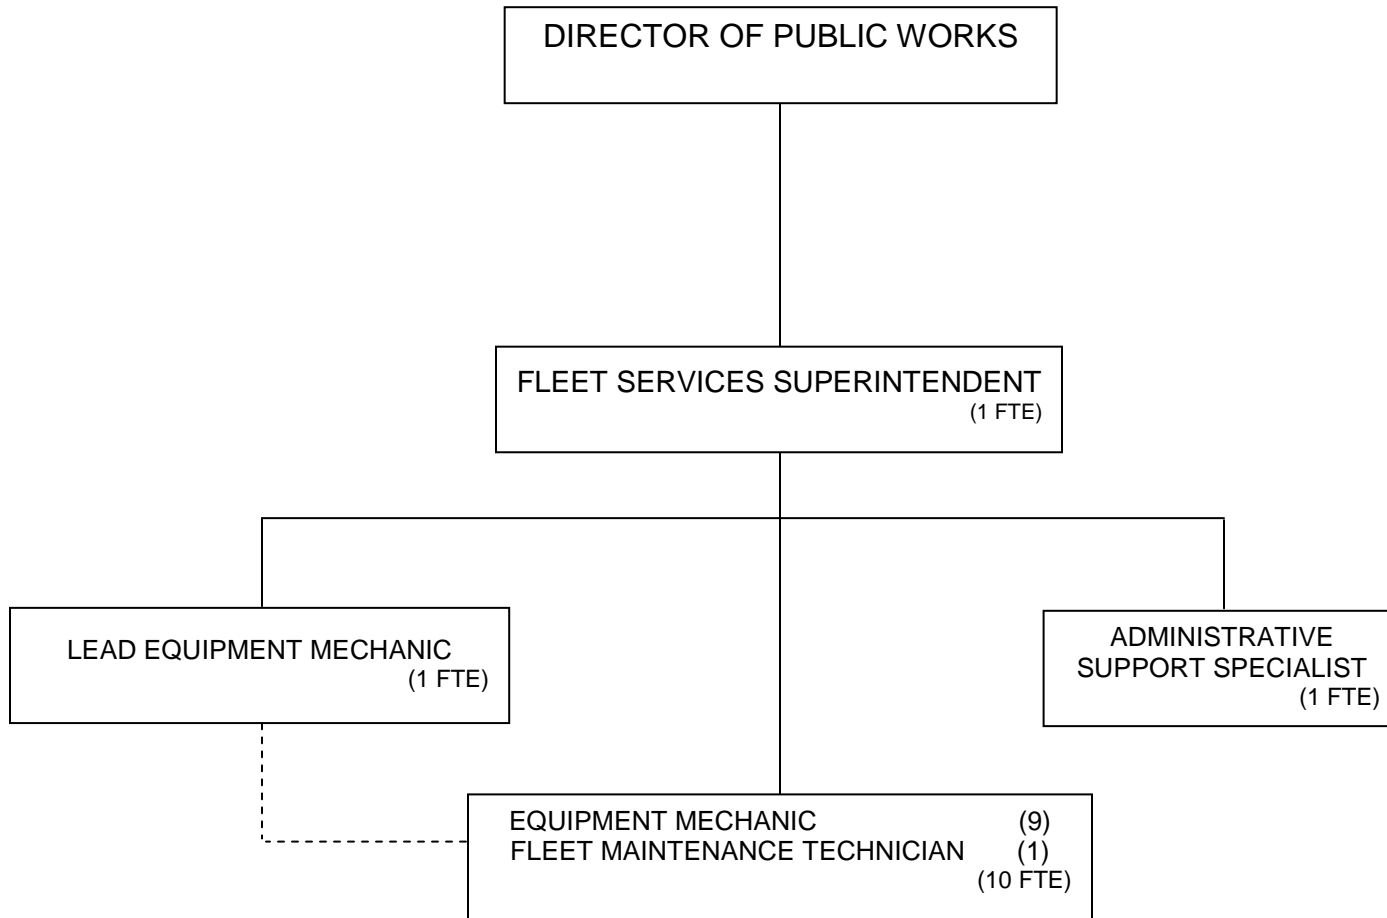 DIRECTOR OF PUBLIC WORKS
FLEET SERVICES SUPERINTENDENT
(1 FTE)
LEAD EQUIPMENT MECHANIC
(1 FTE)
ADMINISTRATIVE
SUPPORT SPECIALIST
(1 FTE)
EQUIPMENT MECHANIC (9)
FLEET MAINTENANCE TECHNICIAN (1)
(10 FTE)